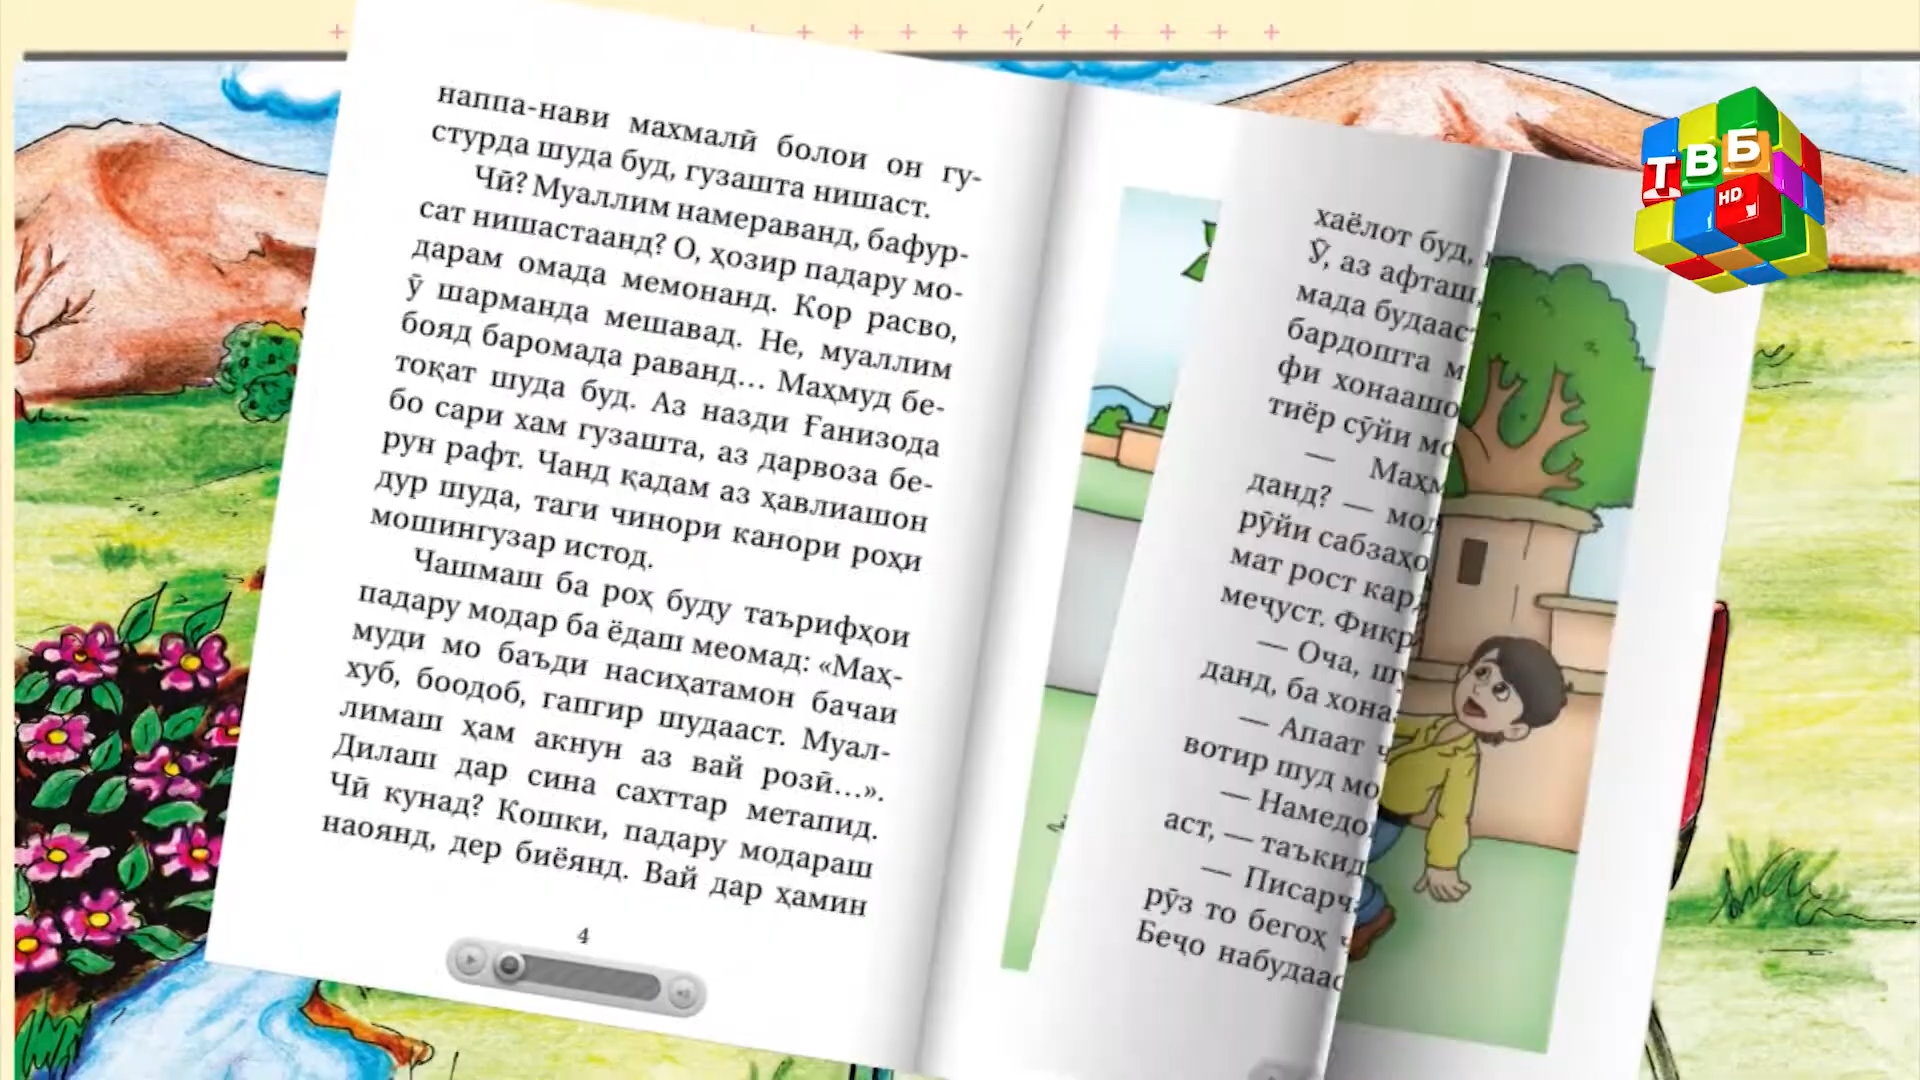 наппа-нави махмалӣ болои он гу-
стурда шуда буд, гузашта нишаст.
Чӣ? Муаллим намераванд, бафур-
сат нишастаанд? О, ҳозир падару мо-
дарам омада мемонанд. Кор расво,
ӯ шарманда мешавад. Не, муаллим
бояд баромада раванд... Маҳмуд бе-
тоқат шуда буд. Аз назди Ғанизода
бо сари хам гузашта, аз дарвоза бе-
рун рафт. Чанд қадам аз ҳавлиашон
дур шуда, таги чинори канори роҳи
мошингузар истод.
Чашмаш ба роҳ буду таърифҳои
падару модар ба ёдаш меомад: «Маҳ-
муди мо баъди насиҳатамон бачаи
хуб, боодоб, гапгир шудааст. Муал-
лимаш ҳам акнун аз вай розӣ...».
Дилаш дар сина сахттар метапид.
Чӣ кунад? Кошки, падару модараш
наоянд, дер биёянд. Вай дар ҳамин
4
хаёлот буд,
Ӯ, аз афташ,
мада будаас
бардошта м
фи хонаашо
тиёр сӯйи мо
— Маҳм
данд? — мод
рӯйи сабзаҳо
мат рост кард
меҷуст. Фикр
— Оча, шу
данд, ба хона
— Апаат ч
вотир шуд мо
— Намедо
аст, — таъкид
— Писарч
рӯз то бегоҳ
Беҷо набудаас
ТВБ
HD